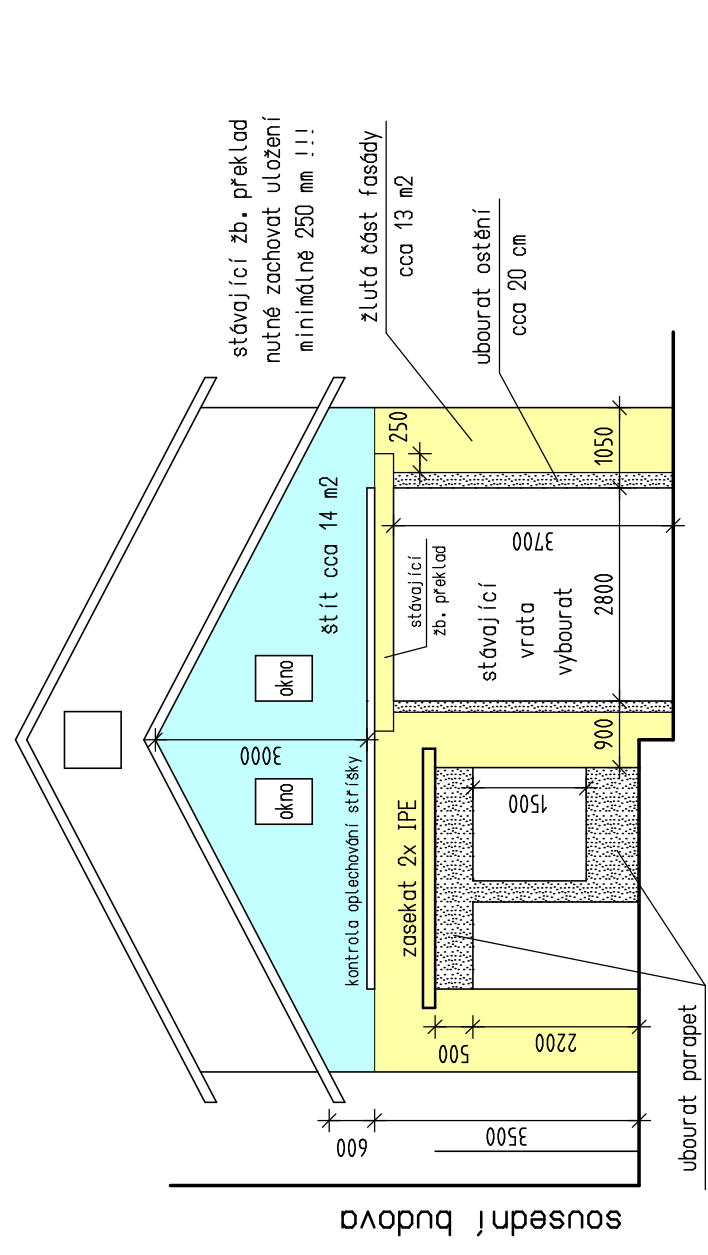 stávající žb. překlad
nutné zachovat uložení
minimálně 250 mm !!!
žlutá část fasády
cca 13 m2
ubourat ostění
cca 20 cm
štít cca 14 m2
okno
okno
3000
kontrola oplechování stříšky
250
1050
stávající
žb. překlad
3700
stávající
vrata
vybourat
2800
900
zasekat 2x IPE
1500
500
2200
600
3500
ubourat parapet
sousední budova